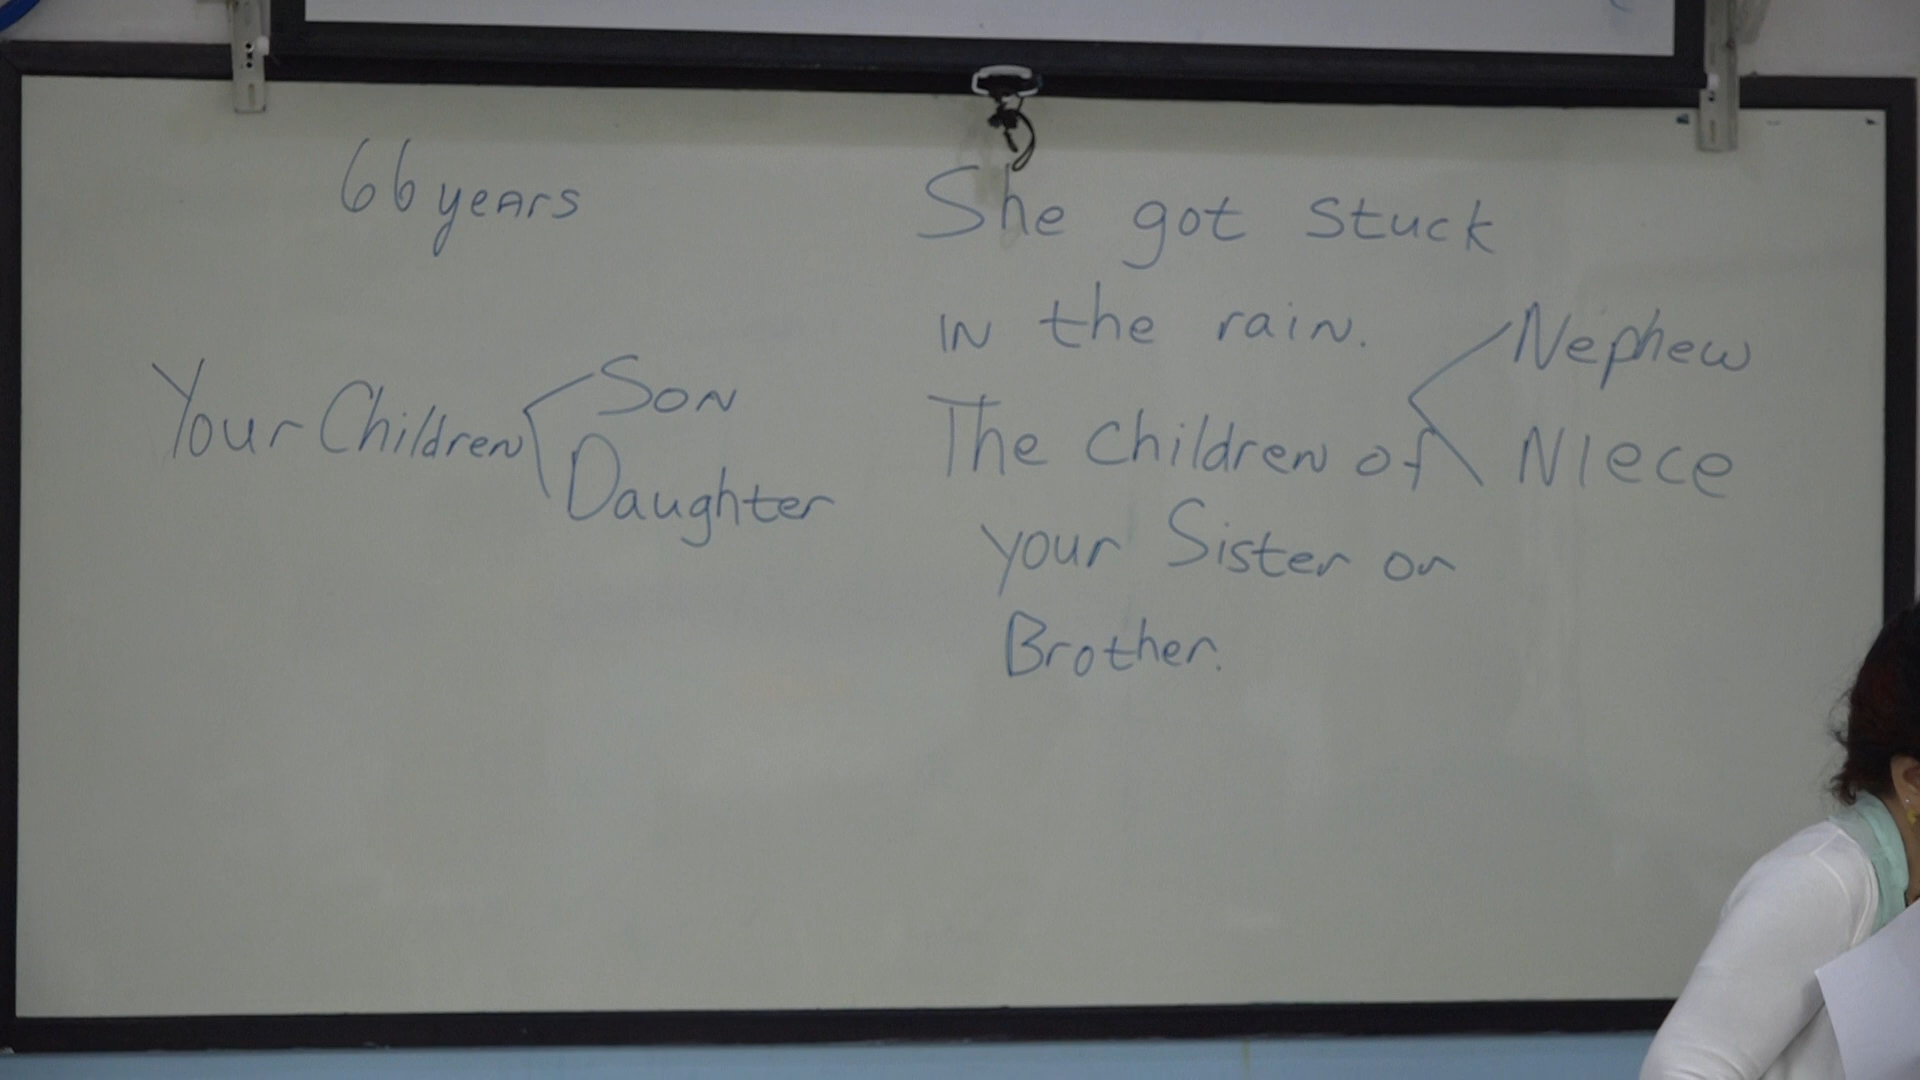 66 years
Your Children
Son
Daughter
She got stuck
in the rain.
The Children of
your Sister or
Brother.
Nephew
Niece